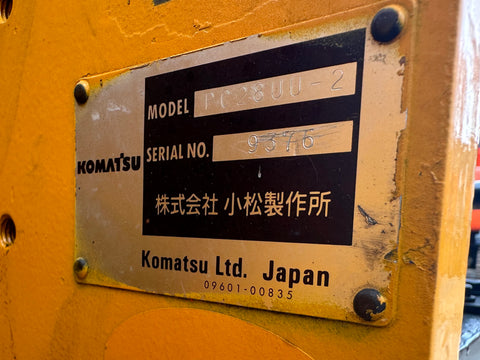 MODEL PC28UU-2
KOMATSU SERIAL NO. 9376
株式会社 小松製作所
Komatsu Ltd. Japan
09601-00835